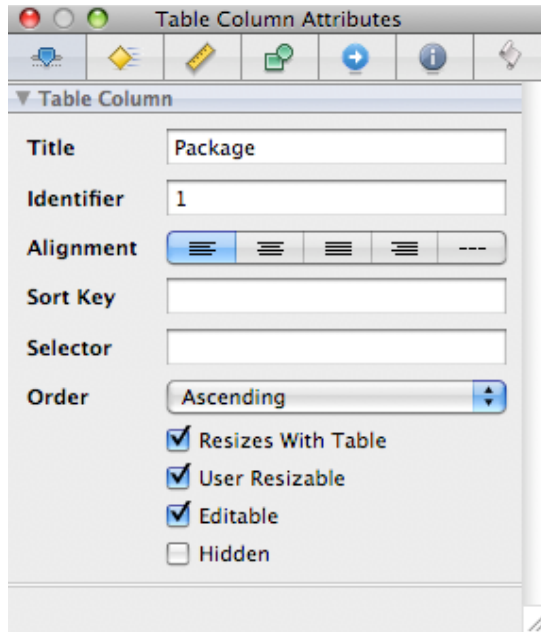 Table Column Attributes
Table Column
Title Package
Identifier 1
Alignment ---
Sort Key
Selector
Order Ascending
Resizes With Table
User Resizable
Editable
Hidden